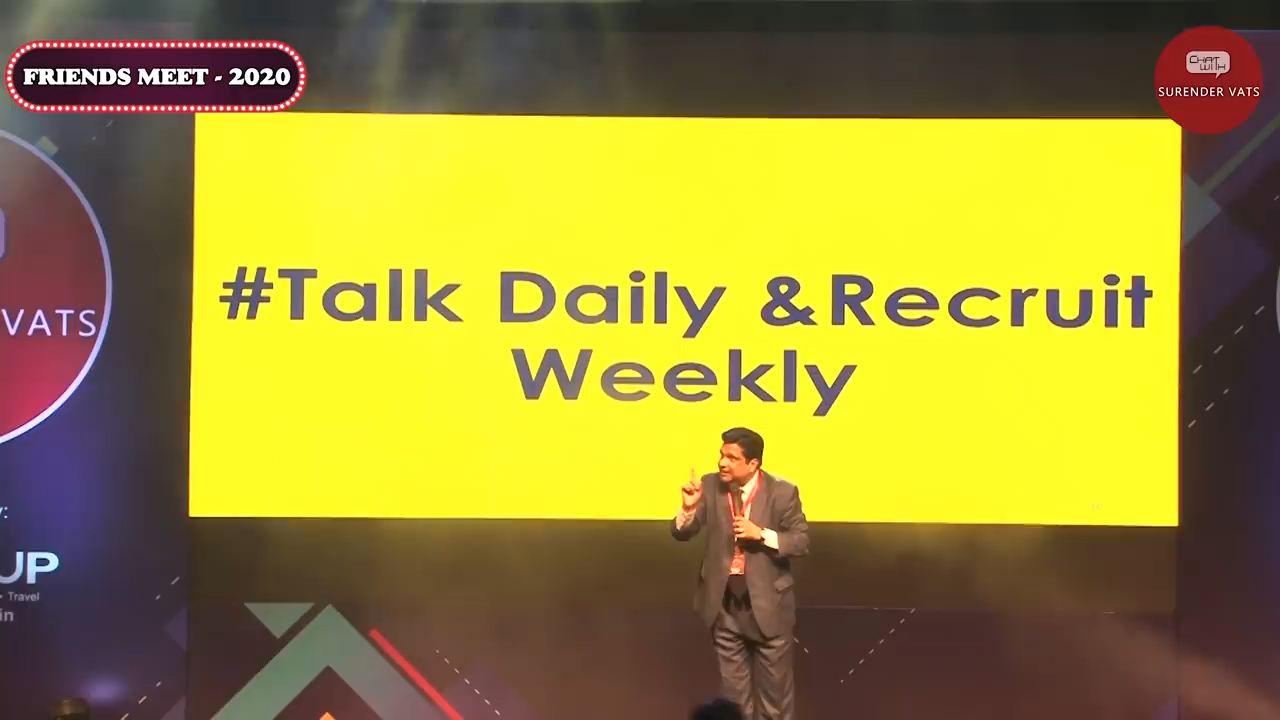 FRIENDS MEET - 2020
CHAT
WITH
SURENDER VATS
#Talk Daily &Recruit
Weekly
VATS
y:
UP
• Travel
in